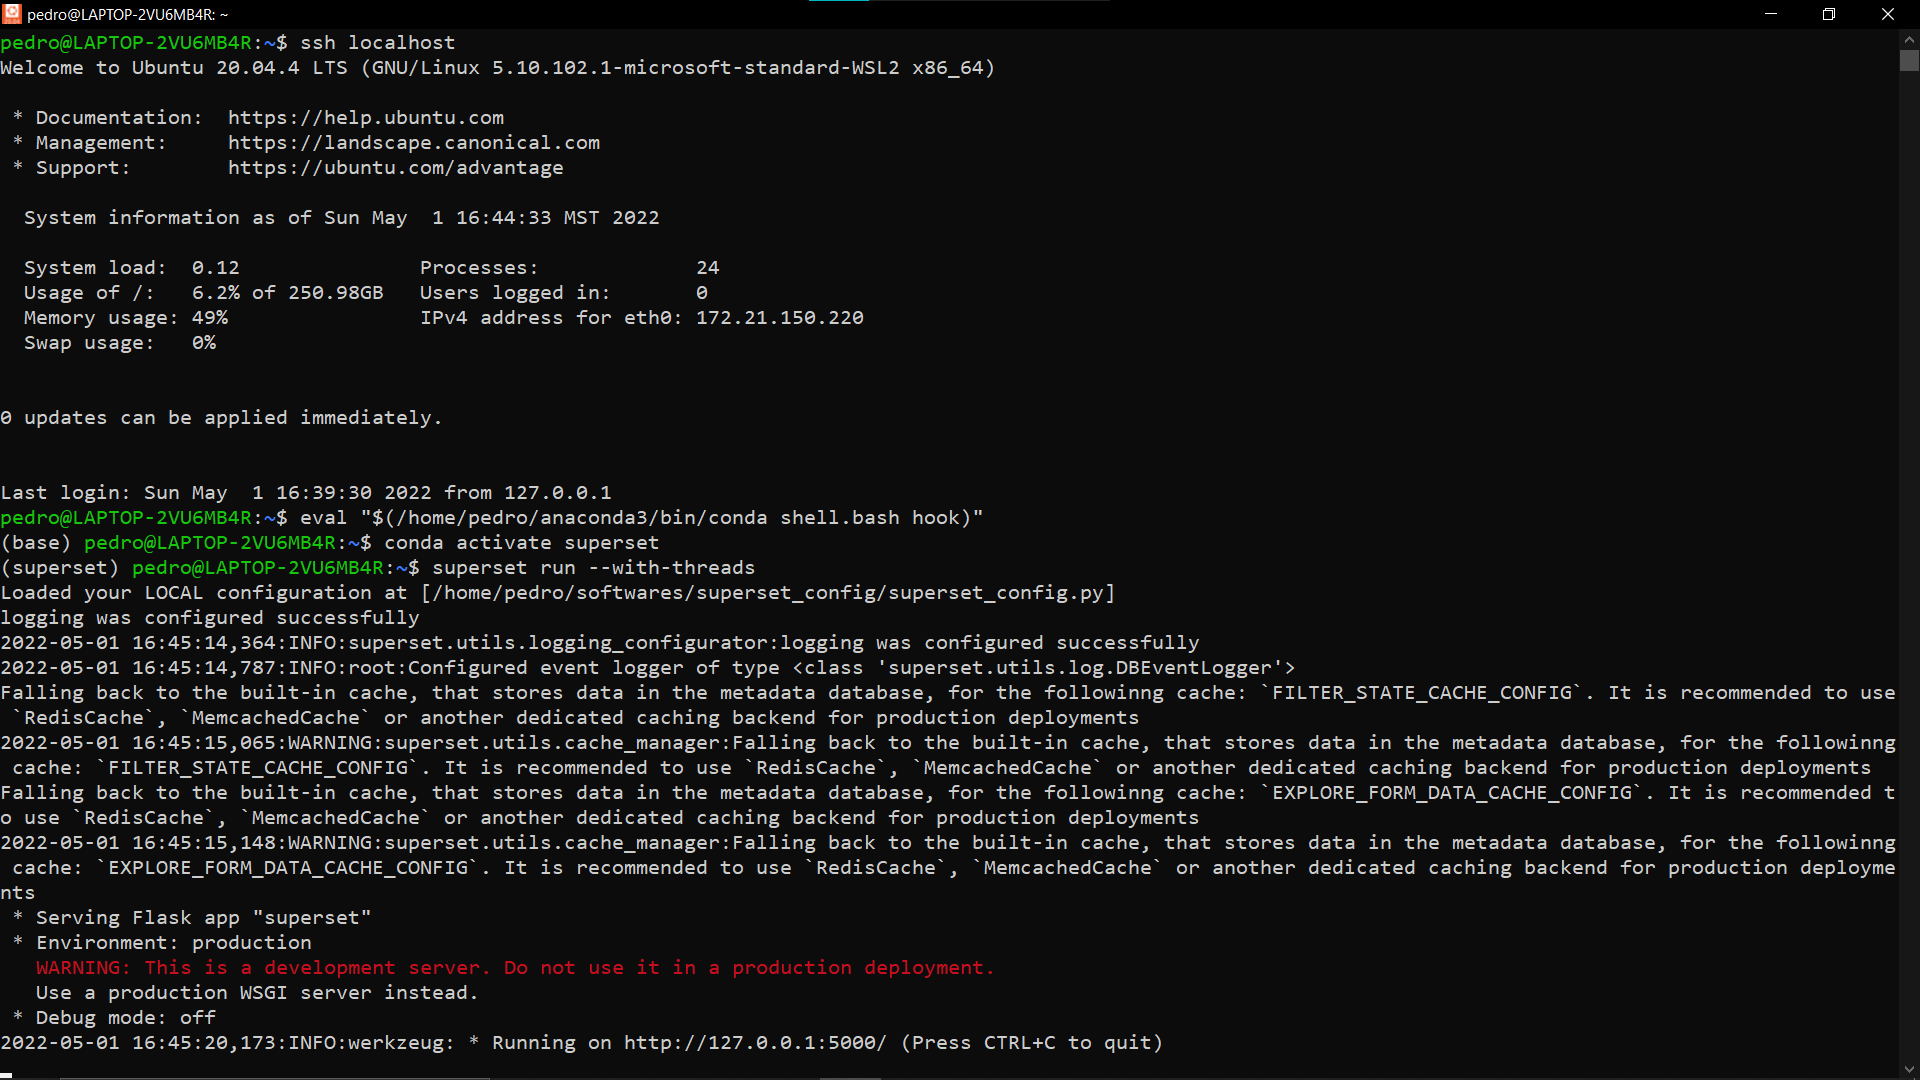 pedro@LAPTOP-2VU6MB4R: ~
pedro@LAPTOP-2VU6MB4R:~$ ssh localhost
Welcome to Ubuntu 20.04.4 LTS (GNU/Linux 5.10.102.1-microsoft-standard-WSL2 x86_64)
* Documentation:  https://help.ubuntu.com
* Management:     https://landscape.canonical.com
* Support:        https://ubuntu.com/advantage
System information as of Sun May  1 16:44:33 MST 2022
System load:  0.12               Processes:             24
Usage of /:   6.2% of 250.98GB   Users logged in:       0
Memory usage: 49%                IPv4 address for eth0: 172.21.150.220
Swap usage:   0%
0 updates can be applied immediately.
Last login: Sun May  1 16:39:30 2022 from 127.0.0.1
pedro@LAPTOP-2VU6MB4R:~$ eval "$(/home/pedro/anaconda3/bin/conda shell.bash hook)"
(base) pedro@LAPTOP-2VU6MB4R:~$ conda activate superset
(superset) pedro@LAPTOP-2VU6MB4R:~$ superset run --with-threads
Loaded your LOCAL configuration at [/home/pedro/softwares/superset_config/superset_config.py]
logging was configured successfully
2022-05-01 16:45:14,364:INFO:superset.utils.logging_configurator:logging was configured successfully
2022-05-01 16:45:14,787:INFO:root:Configured event logger of type <class 'superset.utils.log.DBEventLogger'>
Falling back to the built-in cache, that stores data in the metadata database, for the followinng cache: `FILTER_STATE_CACHE_CONFIG`. It is recommended to use
`RedisCache`, `MemcachedCache` or another dedicated caching backend for production deployments
2022-05-01 16:45:15,065:WARNING:superset.utils.cache_manager:Falling back to the built-in cache, that stores data in the metadata database, for the followinng
cache: `FILTER_STATE_CACHE_CONFIG`. It is recommended to use `RedisCache`, `MemcachedCache` or another dedicated caching backend for production deployments
Falling back to the built-in cache, that stores data in the metadata database, for the followinng cache: `EXPLORE_FORM_DATA_CACHE_CONFIG`. It is recommended t
o use `RedisCache`, `MemcachedCache` or another dedicated caching backend for production deployments
2022-05-01 16:45:15,148:WARNING:superset.utils.cache_manager:Falling back to the built-in cache, that stores data in the metadata database, for the followinng
cache: `EXPLORE_FORM_DATA_CACHE_CONFIG`. It is recommended to use `RedisCache`, `MemcachedCache` or another dedicated caching backend for production deployme
nts
* Serving Flask app "superset"
* Environment: production
WARNING: This is a development server. Do not use it in a production deployment.
Use a production WSGI server instead.
* Debug mode: off
2022-05-01 16:45:20,173:INFO:werkzeug: * Running on http://127.0.0.1:5000/ (Press CTRL+C to quit)